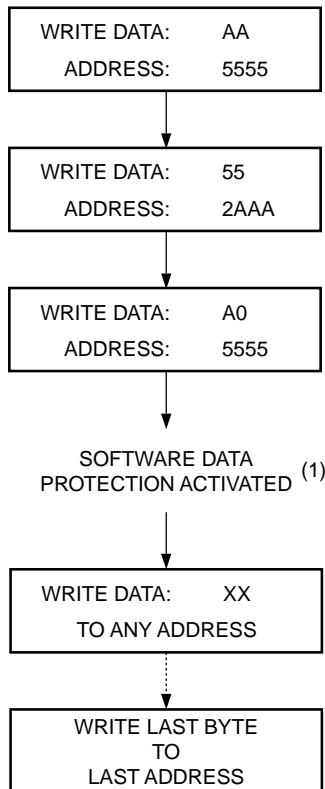 WRITE DATA: AA
ADDRESS: 5555
WRITE DATA: 55
ADDRESS: 2AAA
WRITE DATA: A0
ADDRESS: 5555
SOFTWARE DATA
PROTECTION ACTIVATED (1)
WRITE DATA: XX
TO ANY ADDRESS
WRITE LAST BYTE
TO
LAST ADDRESS